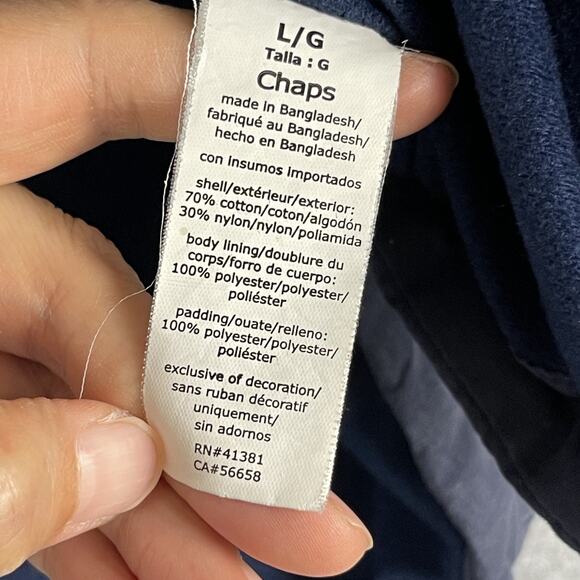 L/G
Talla : G
Chaps
made in Bangladesh/
fabriqué au Bangladesh/
hecho en Bangladesh
con insumos importados
shell/extérieur/exterior:
70% cotton/coton/algodón
30% nylon/nylon/poliamida
body lining/doublure du
corps/forro de cuerpo:
100% polyester/polyester/
poliéster
padding/ouate/relleno:
100% polyester/polyester/
poliéster
exclusive of decoration/
sans ruban décoratif
uniquement/
sin adornos
RN#41381
CA#56658